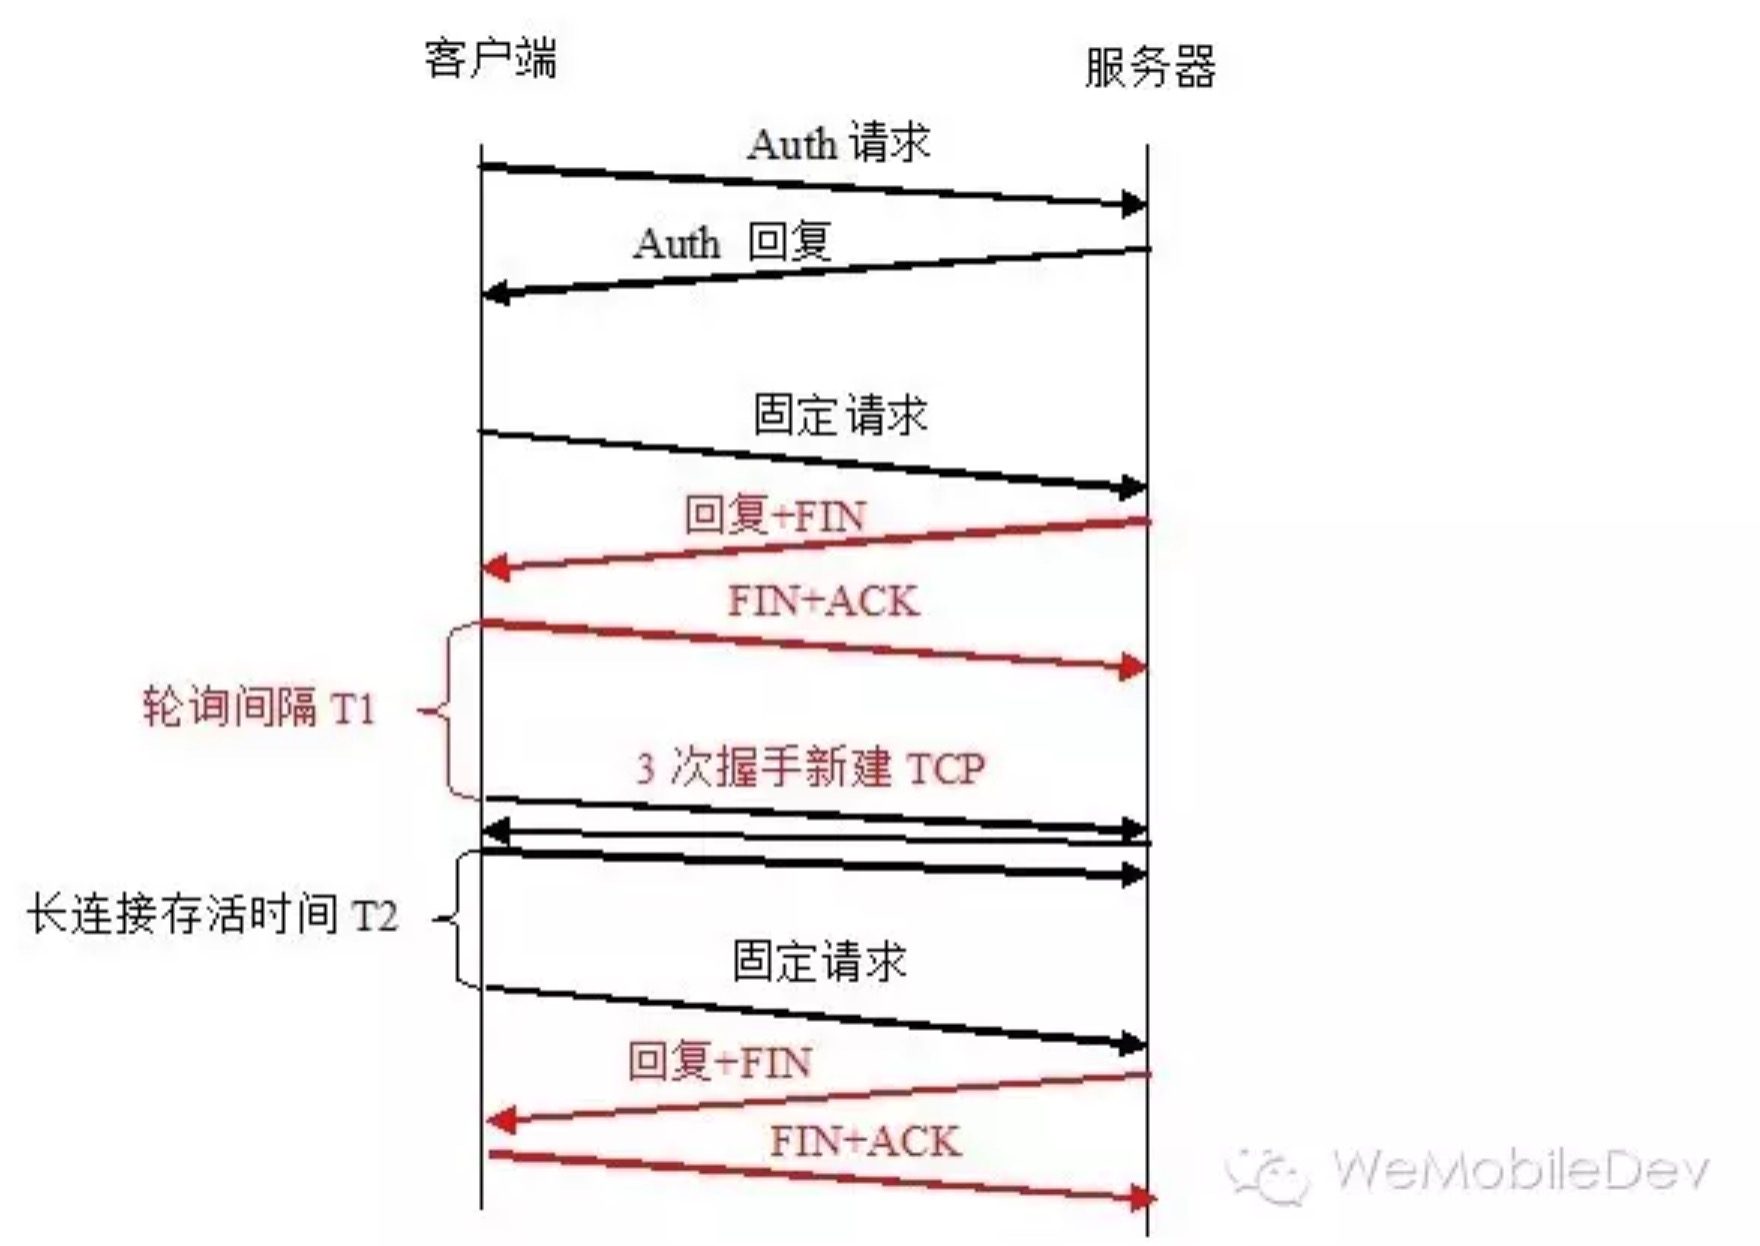 客户端
服务器
Auth 请求
Auth 回复
固定请求
回复+FIN
FIN+ACK
轮询间隔 T1
3 次握手新建 TCP
长连接存活时间 T2
固定请求
回复+FIN
FIN+ACK
WeMobileDev